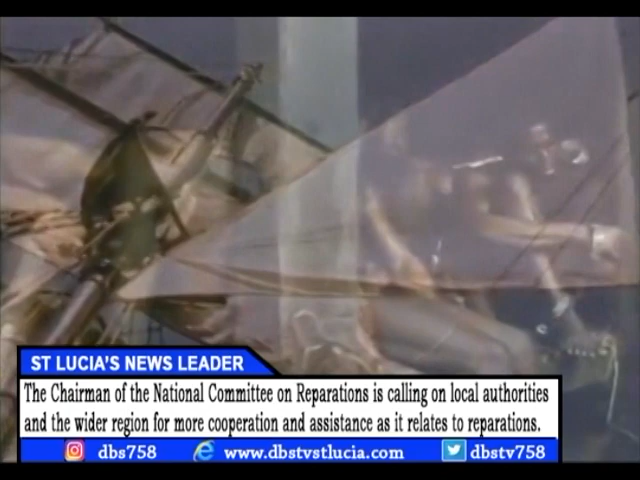 ST LUCIA'S NEWS LEADER
The Chairman of the National Committee on Reparations is calling on local authorities
and the wider region for more cooperation and assistance as it relates to reparations.
dbs758 www.dbstvstlucia.com dbstv758